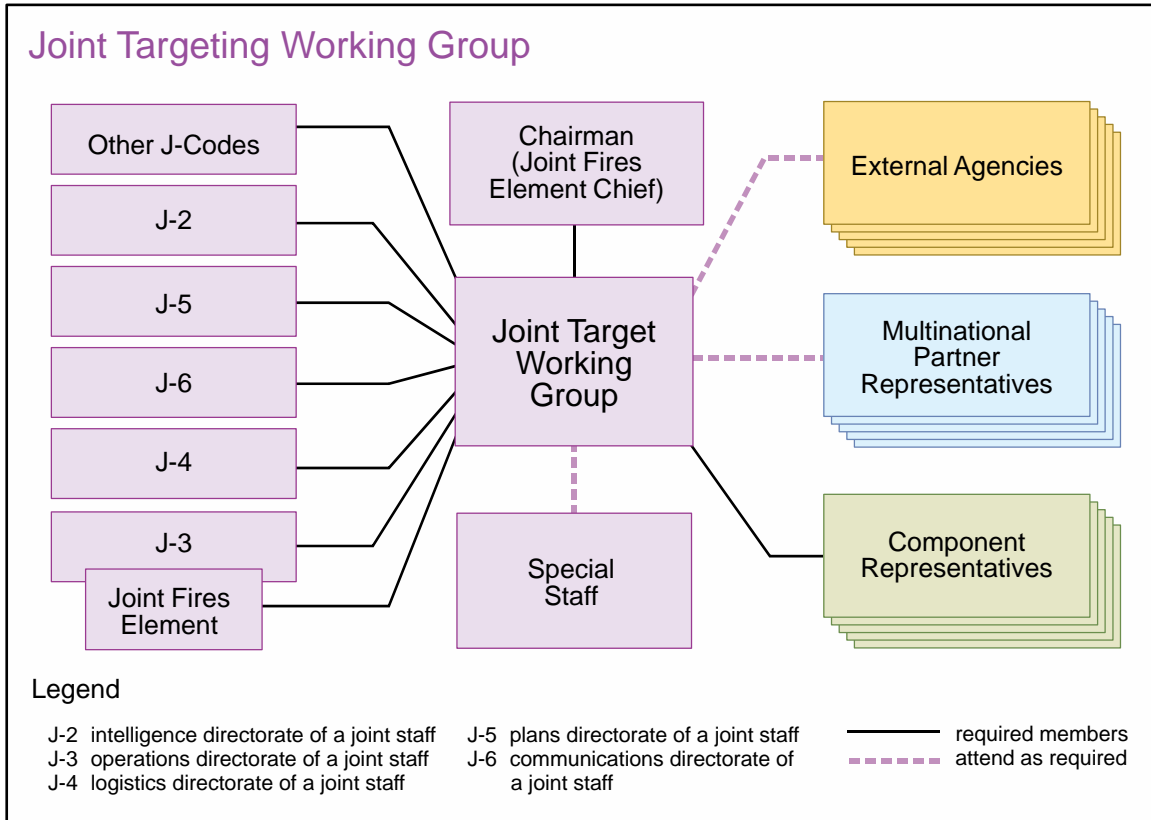 Joint Targeting Working Group
Other J-Codes
J-2
J-5
J-6
J-4
J-3
Joint Fires
Element
Chairman
(Joint Fires
Element Chief)
Joint Target
Working
Group
Special
Staff
External Agencies
Multinational
Partner
Representatives
Component
Representatives
Legend
J-2 intelligence directorate of a joint staff
J-3 operations directorate of a joint staff
J-4 logistics directorate of a joint staff
J-5 plans directorate of a joint staff
J-6 communications directorate of
a joint staff
required members
attend as required